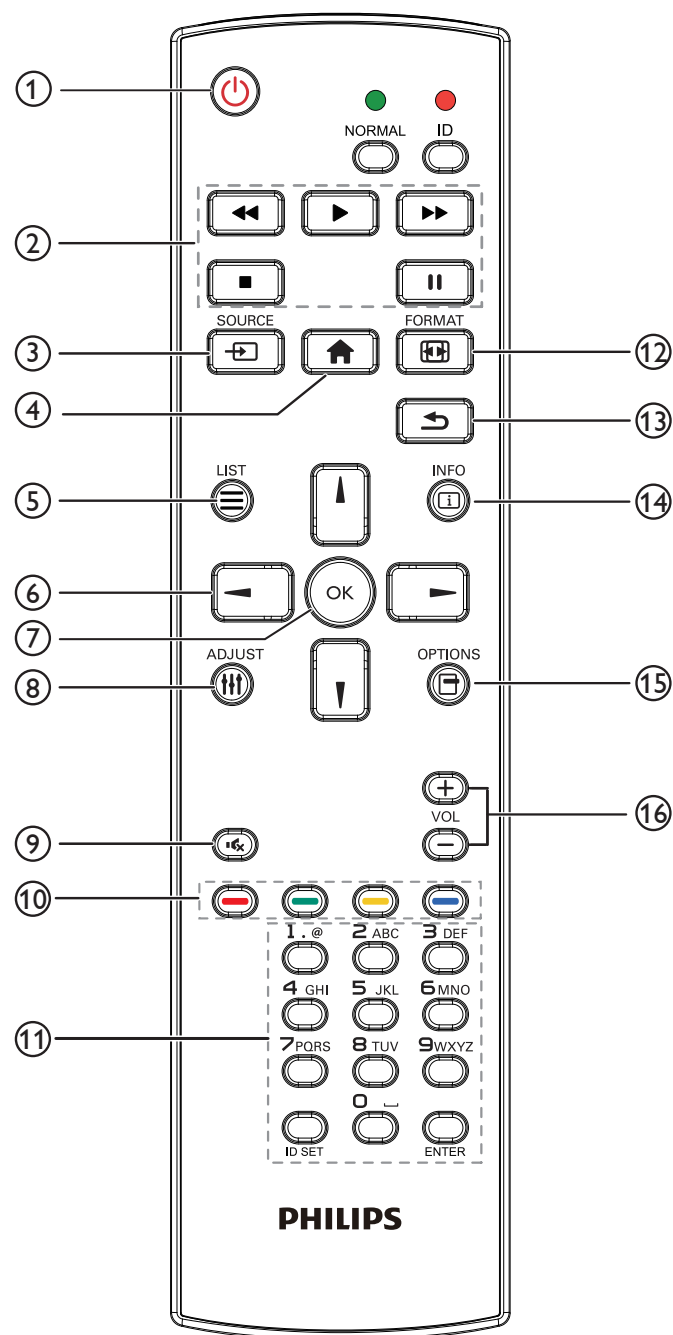 1
NORMAL ID
2
SOURCE FORMAT
3
12
4
13
LIST INFO
5
14
6
OK
7
ADJUST OPTIONS
8
15
VOL
16
9
10
1 . @ 2 ABC 3 DEF
4 GHI 5 JKL 6 MNO
11
7 PQRS 8 TUV 9 WXYZ
0 ⎵
ID SET ENTER
PHILIPS